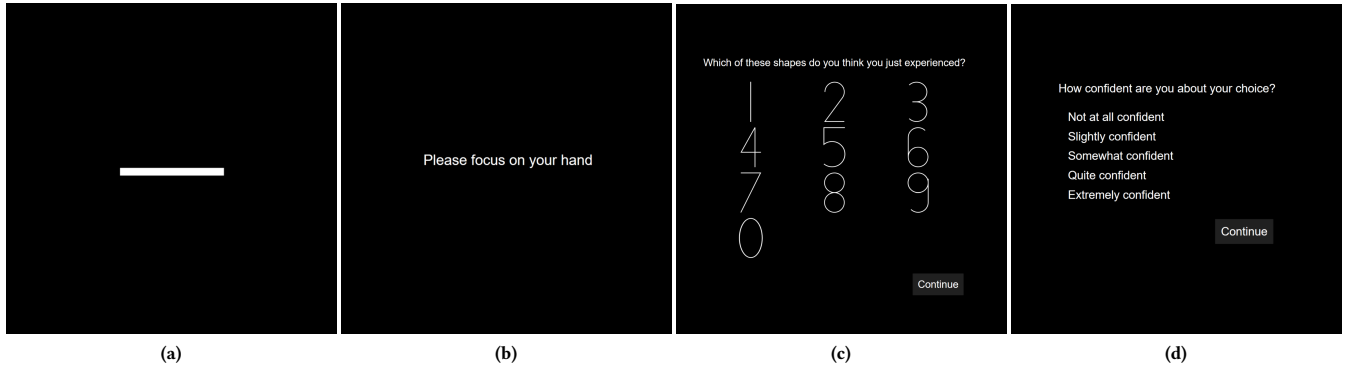 Please focus on your hand
Which of these shapes do you think you just experienced?
1 2 3
4 5 6
7 8 9
0
Continue
How confident are you about your choice?
Not at all confident
Slightly confident
Somewhat confident
Quite confident
Extremely confident
Continue
(a) (b) (c) (d)